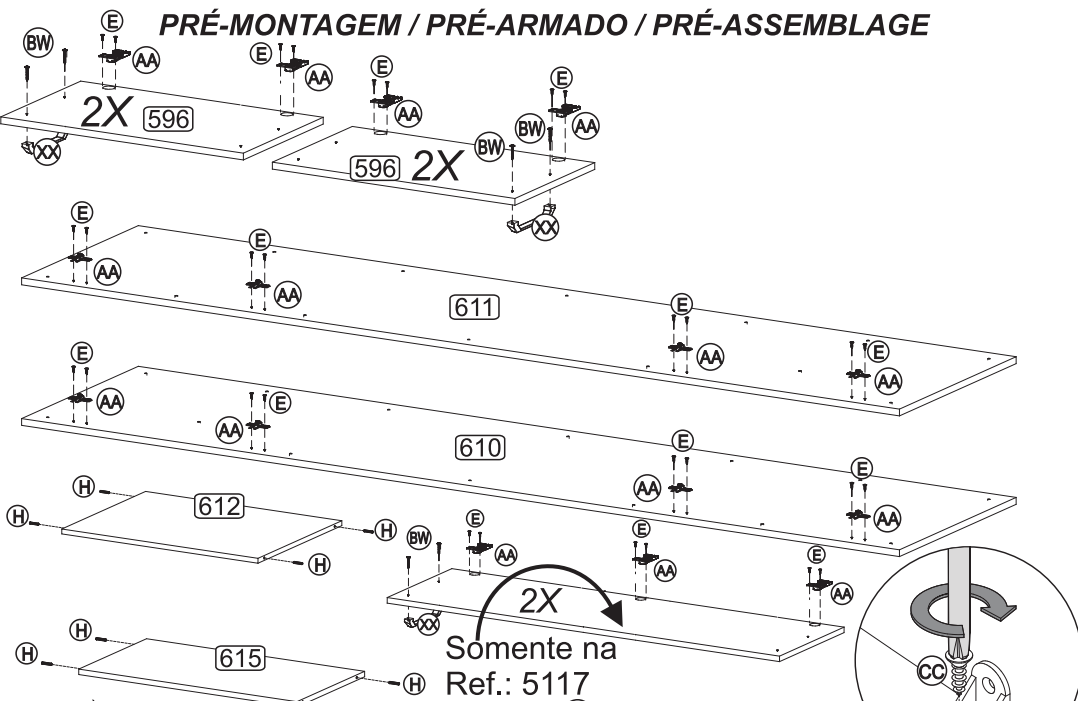 PRÉ-MONTAGEM / PRÉ-ARMADO / PRÉ-ASSEMBLAGE
BW E AA E AA
2X 596
XX
E AA E AA
BW BW
596 2X
XX
E AA E AA
611
E AA E AA
E AA AA E
610
E AA E AA
H 612
H H
H
BW E AA E AA E AA
2X
XX
Somente na
Ref.: 5117
H 615
H H
CC